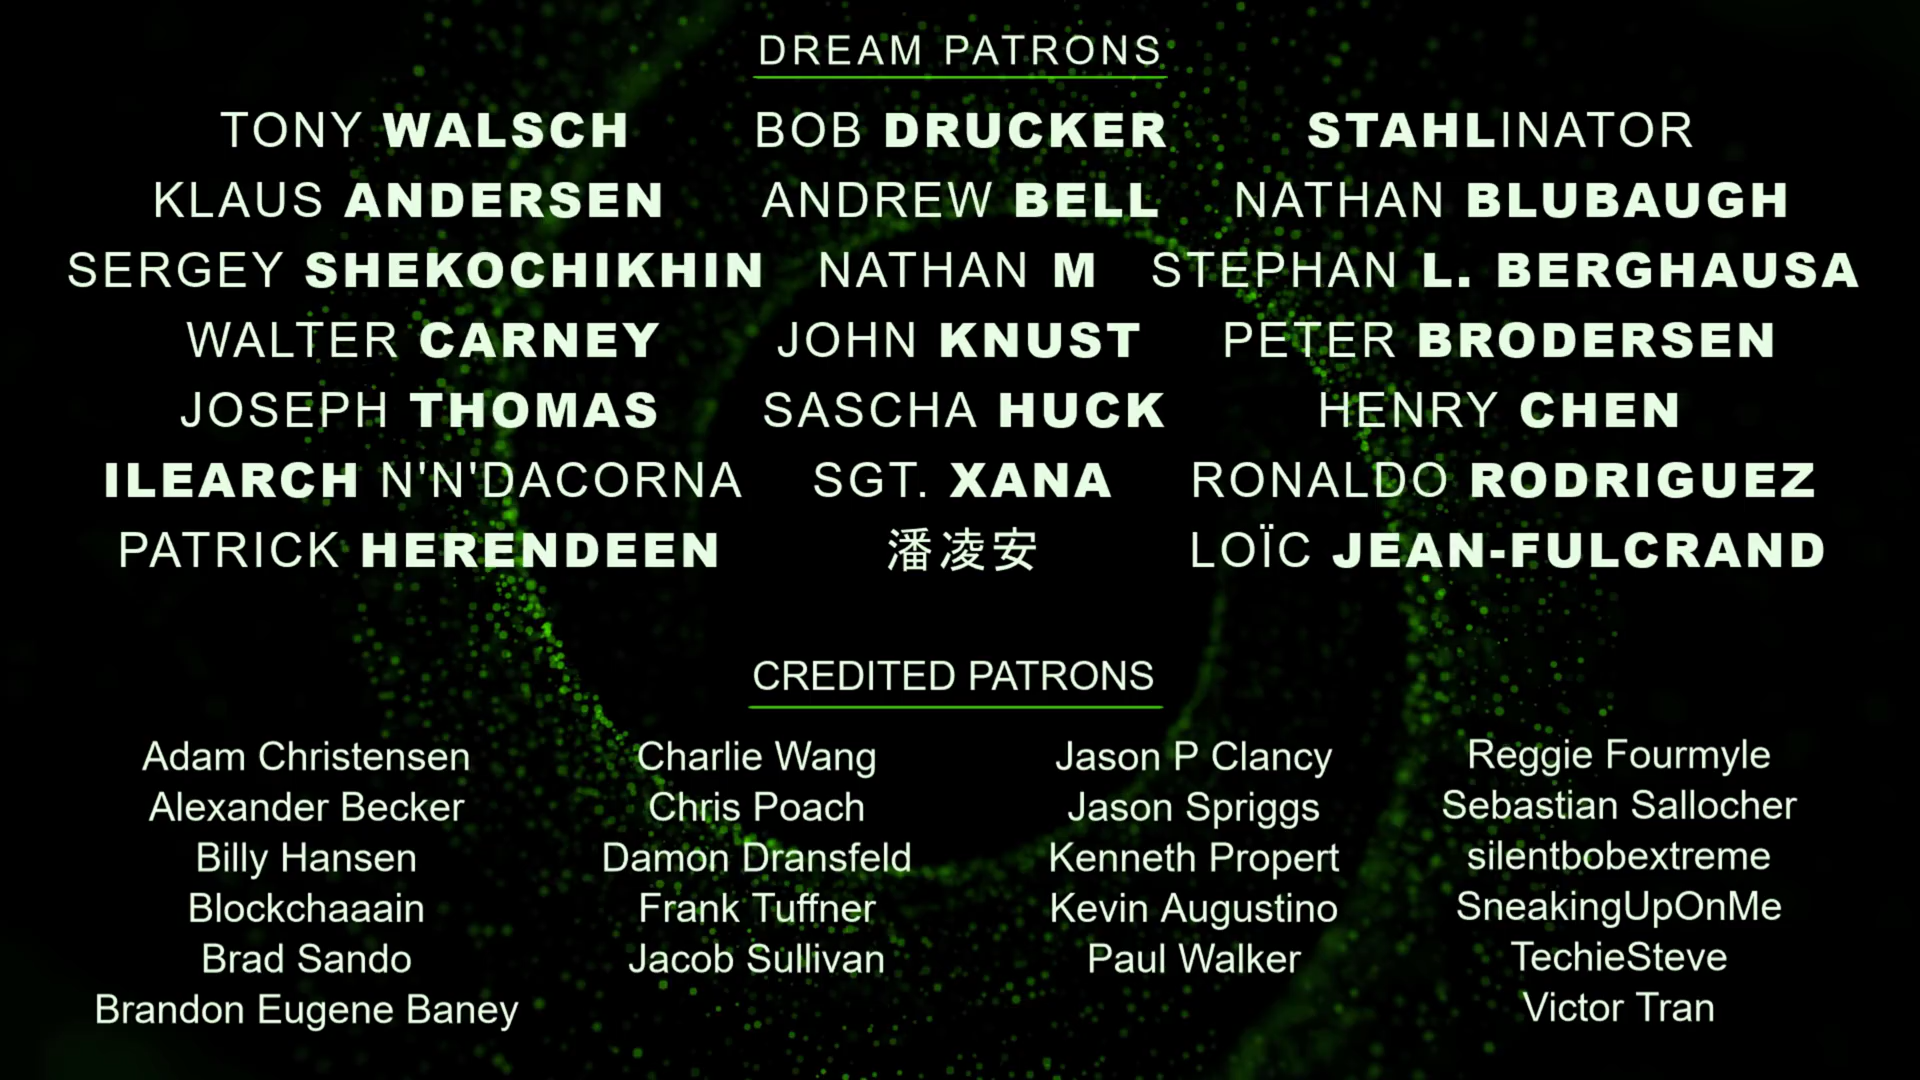 DREAM PATRONS
TONY WALSCH BOB DRUCKER STAHLINATOR
KLAUS ANDERSEN ANDREW BELL NATHAN BLUBAUGH
SERGEY SHEKOCHIKHIN NATHAN M STEPHAN L. BERGHAUSA
WALTER CARNEY JOHN KNUST PETER BRODERSEN
JOSEPH THOMAS SASCHA HUCK HENRY CHEN
ILEARCH N'N'DACORNA SGT. XANA RONALDO RODRIGUEZ
PATRICK HERENDEEN 潘凌安 LOÏC JEAN-FULCRAND
CREDITED PATRONS
Adam Christensen
Alexander Becker
Billy Hansen
Blockchaaain
Brad Sando
Brandon Eugene Baney
Charlie Wang
Chris Poach
Damon Dransfeld
Frank Tuffner
Jacob Sullivan
Jason P Clancy
Jason Spriggs
Kenneth Propert
Kevin Augustino
Paul Walker
Reggie Fourmyle
Sebastian Sallocher
silentbobextreme
SneakingUpOnMe
TechieSteve
Victor Tran